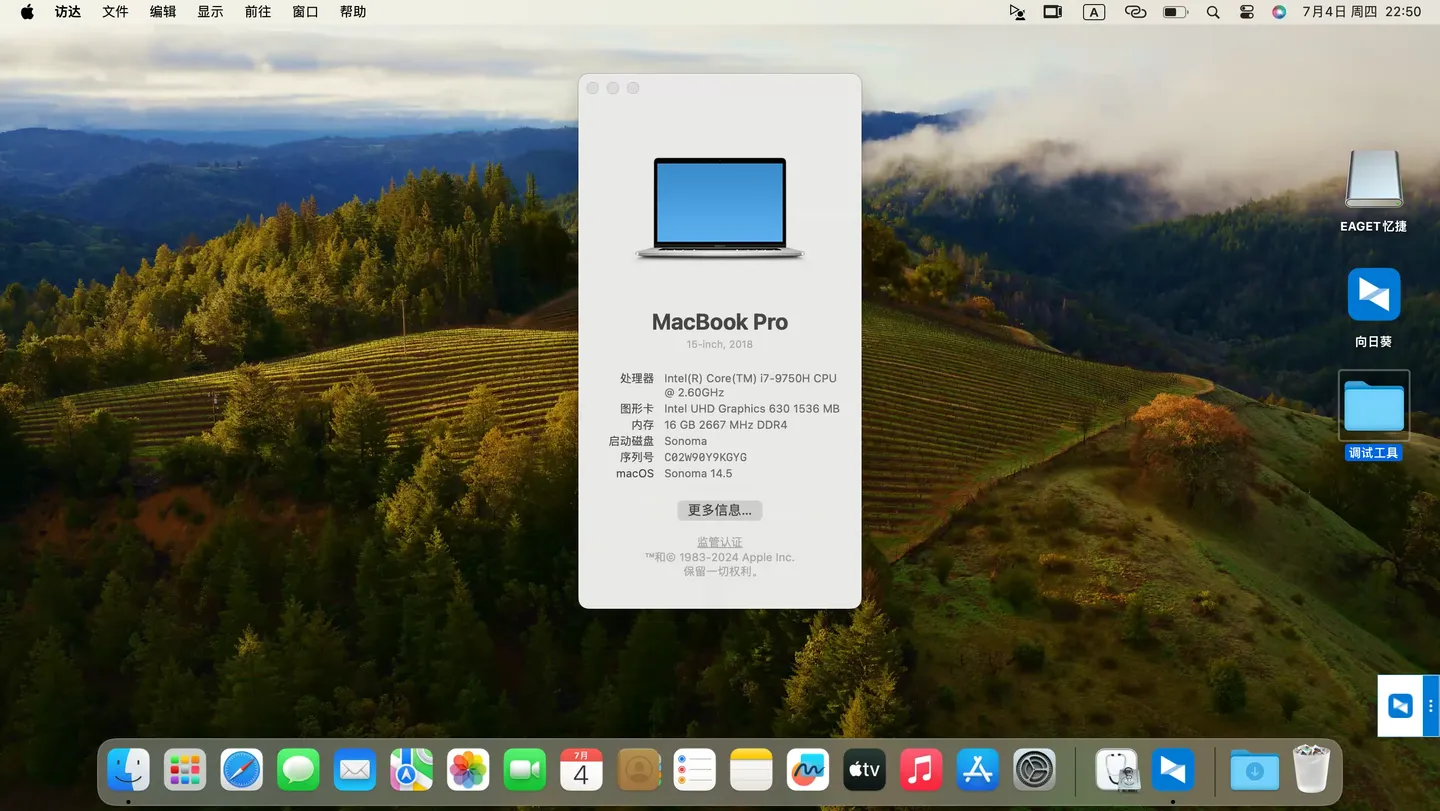 访达 文件 编辑 显示 前往 窗口 帮助 A 7月4日 周四 22:50
MacBook Pro
15-inch, 2018
处理器 Intel(R) Core(TM) i7-9750H CPU
@ 2.60GHz
图形卡 Intel UHD Graphics 630 1536 MB
内存 16 GB 2667 MHz DDR4
启动磁盘 Sonoma
序列号 C02W90Y9KGYG
macOS Sonoma 14.5
更多信息...
监管认证
™和© 1983-2024 Apple Inc.
保留一切权利。
EAGET忆捷
向日葵
调试工具
7月
4
tv